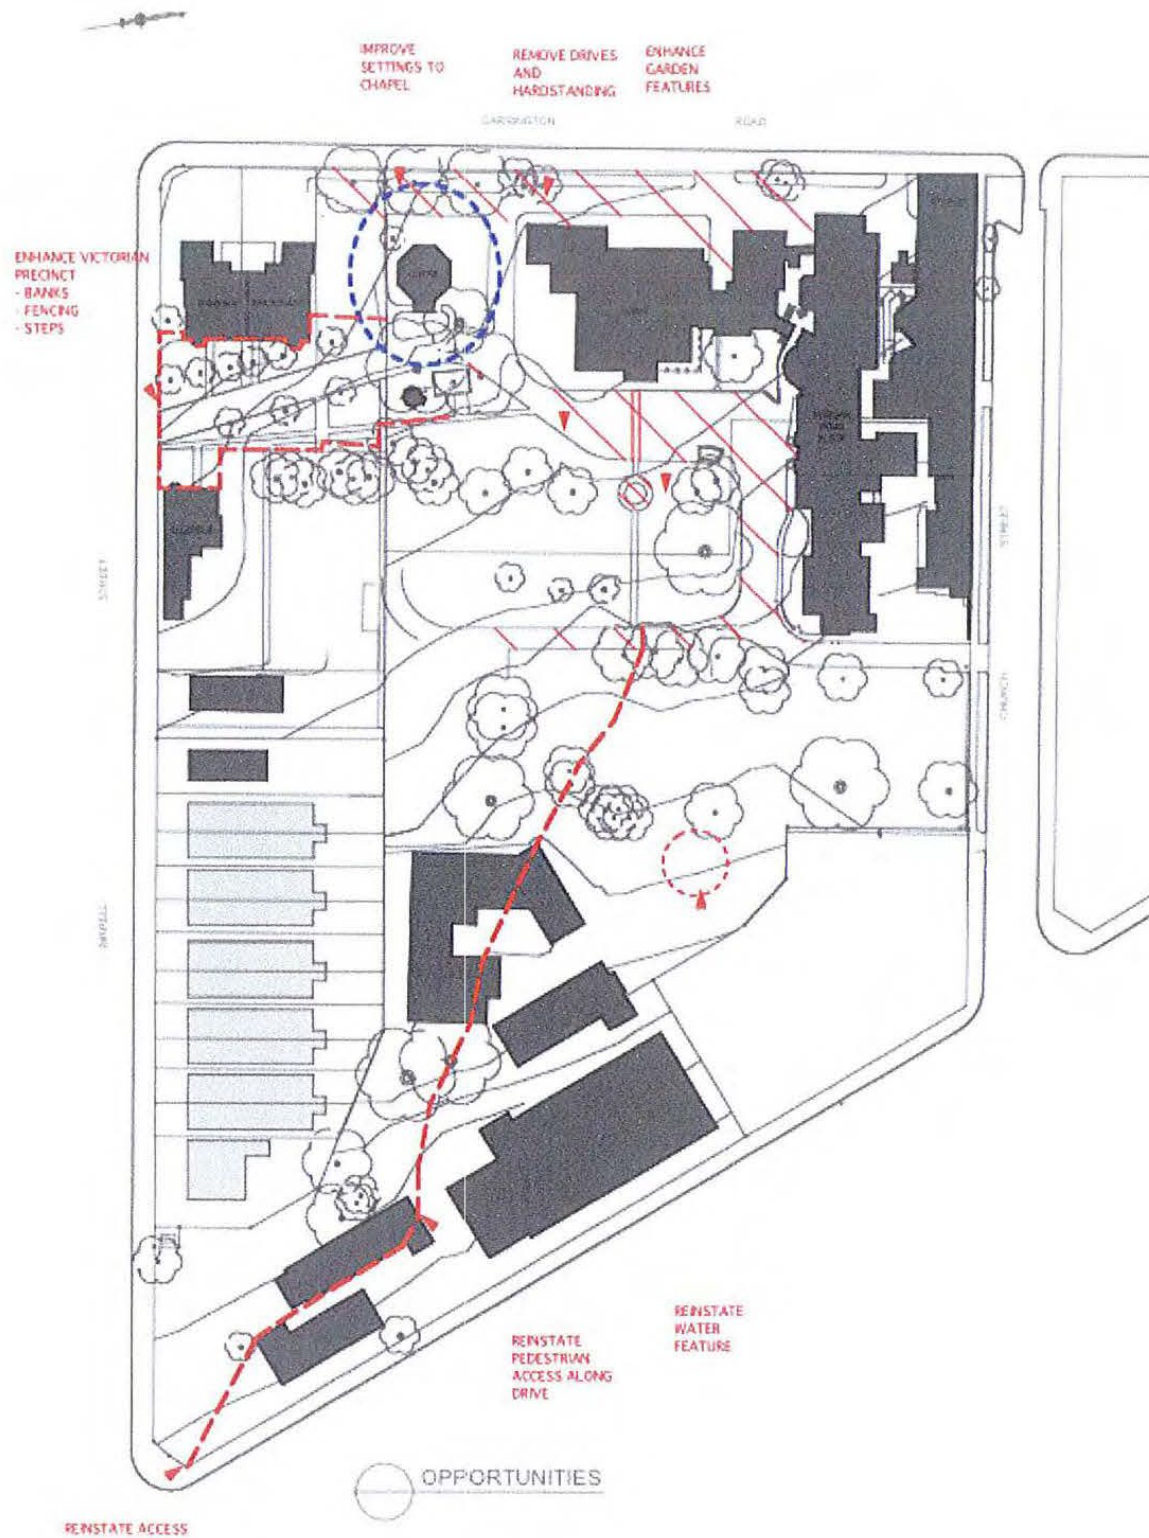 IMPROVE
SETTINGS TO
CHAPEL
REMOVE DRIVES
AND
HARDSTANDING
ENHANCE
GARDEN
FEATURES
CARRINGTON
ROAD
ENHANCE VICTORIAN
PRECINCT
- BANKS
- FENCING
- STEPS
STREET
STREET
CHURCH
REINSTATE
PEDESTRIAN
ACCESS ALONG
DRIVE
REINSTATE
WATER
FEATURE
OPPORTUNITIES
REINSTATE ACCESS